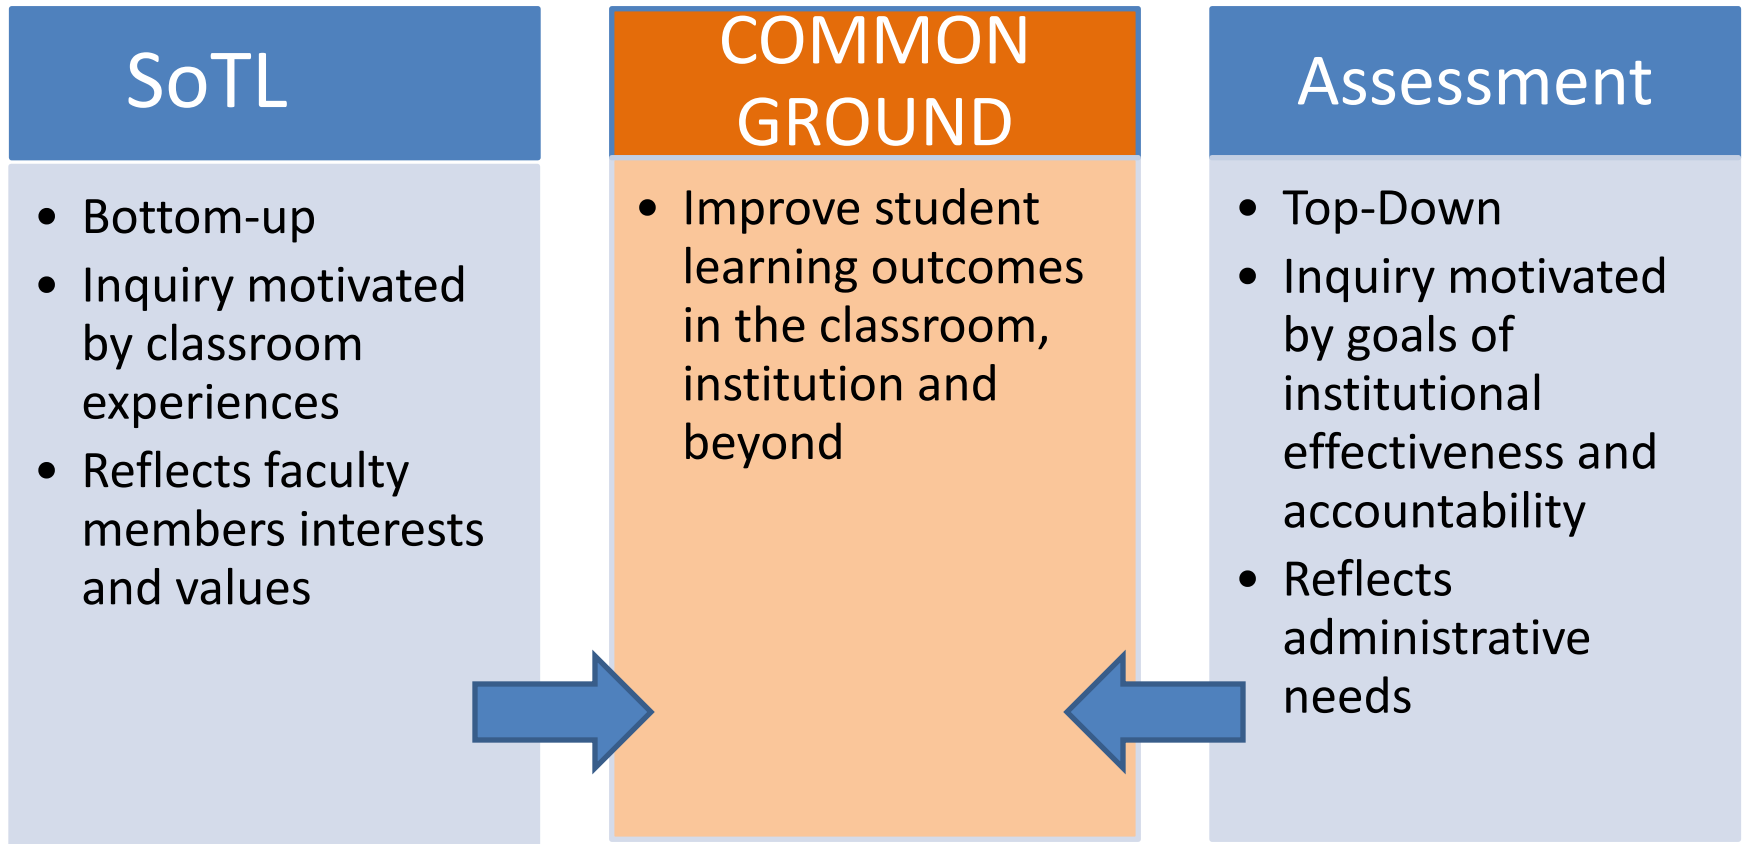 SoTL
• Bottom-up
• Inquiry motivated
by classroom
experiences
• Reflects faculty
members interests
and values
COMMON
GROUND
• Improve student
learning outcomes
in the classroom,
institution and
beyond
Assessment
• Top-Down
• Inquiry motivated
by goals of
institutional
effectiveness and
accountability
• Reflects
administrative
needs